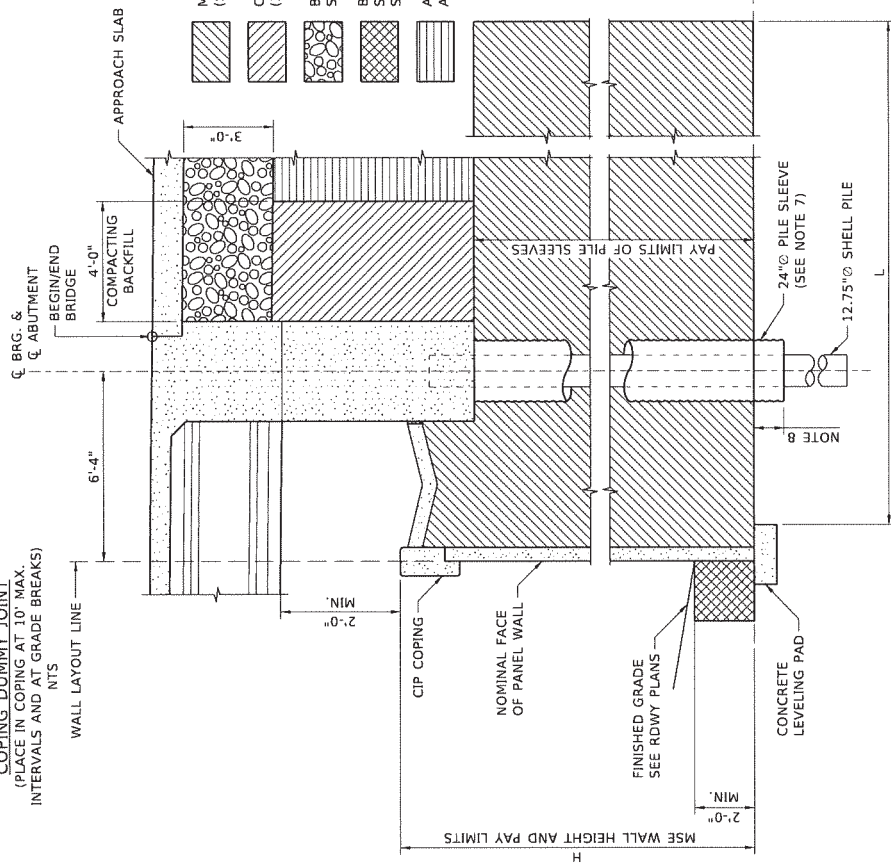 COPING DUMMY JOINT
(PLACE IN COPING AT 10' MAX.
INTERVALS AND AT GRADE BREAKS)
NTS
WALL LAYOUT LINE
6'-4"
℄ BRG. &
℄ ABUTMENT
BEGIN/END
BRIDGE
4'-0"
COMPACTING
BACKFILL
3'-0"
APPROACH SLAB
M
(
C
(
B
S
B
S
S
A
A
2'-0"
MIN.
CIP COPING
NOMINAL FACE
OF PANEL WALL
PAY LIMITS OF PILE SLEEVES
FINISHED GRADE
SEE RDWY PLANS
2'-0"
MIN.
H
MSE WALL HEIGHT AND PAY LIMITS
CONCRETE
LEVELING PAD
NOTE 8
24"∅ PILE SLEEVE
(SEE NOTE 7)
12.75"∅ SHELL PILE
L